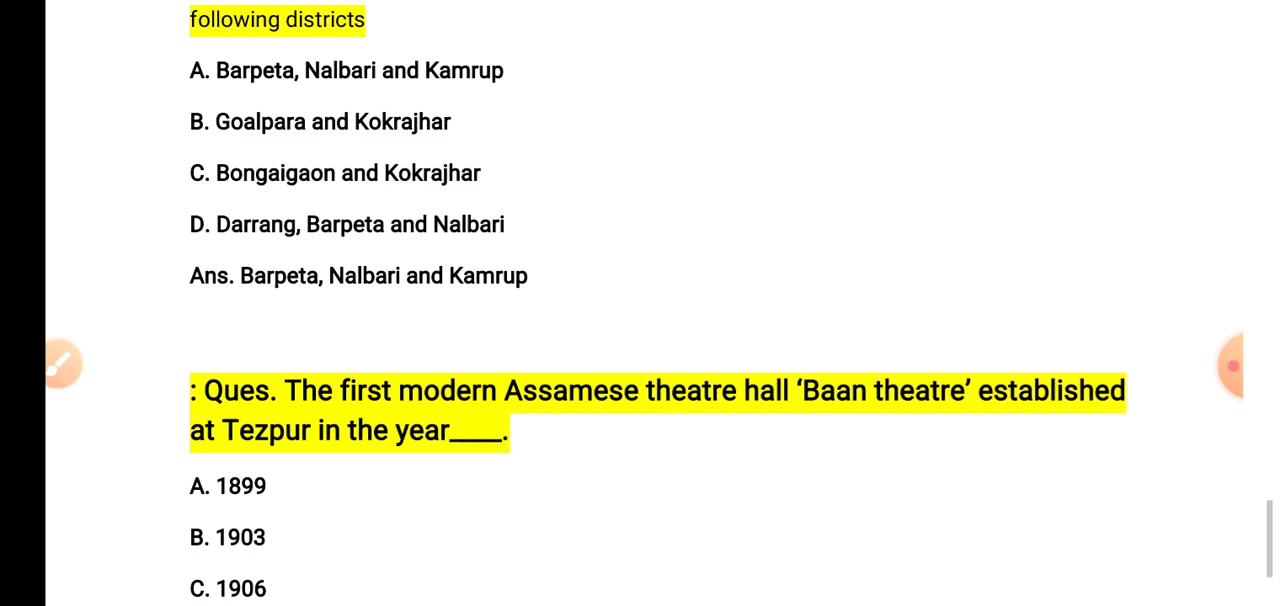 following districts
A. Barpeta, Nalbari and Kamrup
B. Goalpara and Kokrajhar
C. Bongaigaon and Kokrajhar
D. Darrang, Barpeta and Nalbari
Ans. Barpeta, Nalbari and Kamrup
: Ques. The first modern Assamese theatre hall ‘Baan theatre’ established
at Tezpur in the year____.
A. 1899
B. 1903
C. 1906